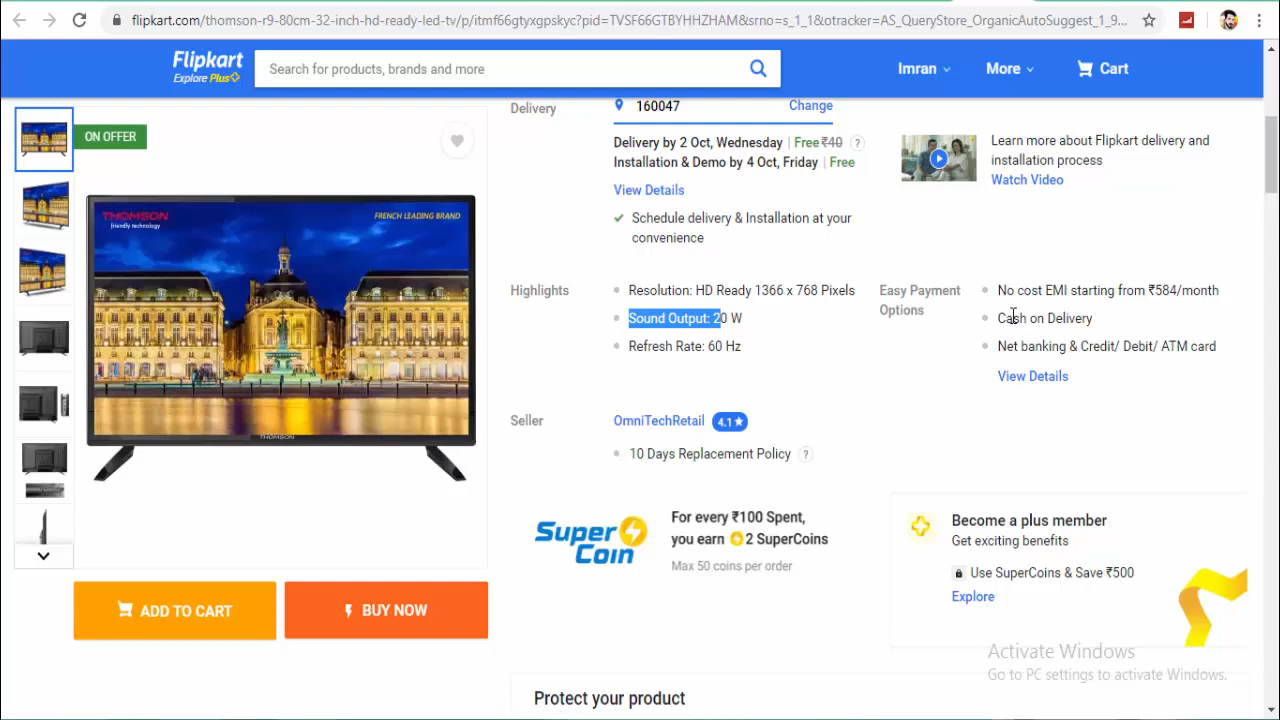 flipkart.com/thomson-r9-80cm-32-inch-hd-ready-led-tv/p/itmf66g9yxgpskyc?pid=TVSF66GTBYHHZHAM&srno=s_1_1&otracker=AS_QueryStore_OrganicAutoSuggest_1_9...
Flipkart
Explore Plus
Search for products, brands and more
Imran
More
Cart
ON OFFER
THOMSON
friendly technology
FRENCH LEADING BRAND
THOMSON
ADD TO CART
BUY NOW
Delivery
160047
Change
Delivery by 2 Oct, Wednesday | Free ₹40 ?
Installation & Demo by 4 Oct, Friday | Free
View Details
Schedule delivery & Installation at your
convenience
Learn more about Flipkart delivery and
installation process
Watch Video
Highlights
Resolution: HD Ready 1366 x 768 Pixels
Sound Output: 20 W
Refresh Rate: 60 Hz
Easy Payment
Options
No cost EMI starting from ₹584/month
Cash on Delivery
Net banking & Credit/ Debit/ ATM card
View Details
Seller
OmniTechRetail 4.1★
10 Days Replacement Policy ?
Super
Coin
For every ₹100 Spent,
you earn 2 SuperCoins
Max 50 coins per order
Become a plus member
Get exciting benefits
Use SuperCoins & Save ₹500
Explore
Activate Windows
Go to PC settings to activate Windows.
Protect your product